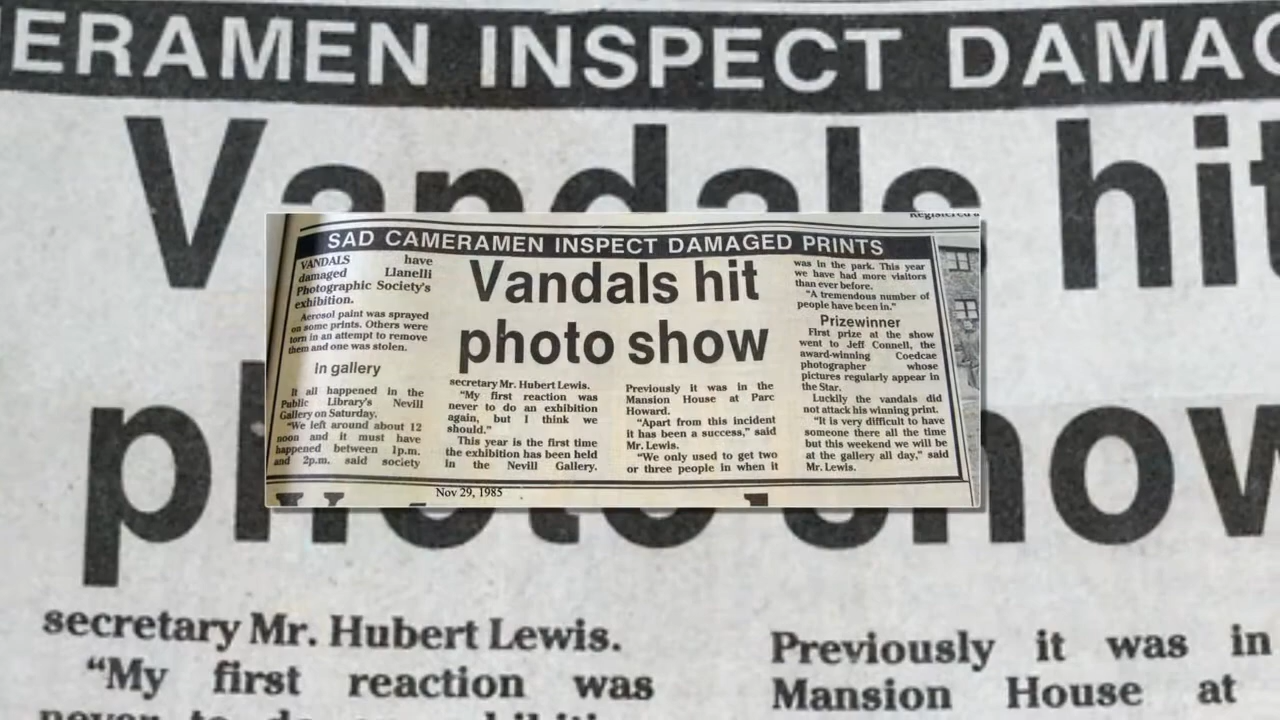 ERAMEN INSPECT DAMAG
Vandals hit
SAD CAMERAMEN INSPECT DAMAGED PRINTS
VANDALS have
damaged Llanelli
Photographic Society's
exhibition.
Aerosol paint was sprayed
on some prints. Others were
torn in an attempt to remove
them and one was stolen.
In gallery
It all happened in the
Public Library's Nevill
Gallery on Saturday.
"We left around about 12
noon and it must have
happened between 1p.m.
and 2p.m. said society
Vandals hit
photo show
secretary Mr. Hubert Lewis.
"My first reaction was
never to do an exhibition
again, but I think we
should."
This year is the first time
the exhibition has been held
in the Nevill Gallery.
Previously it was in the
Mansion House at Parc
Howard.
"Apart from this incident
it has been a success," said
Mr. Lewis.
"We only used to get two
or three people in when it
was in the park. This year
we have had more visitors
than ever before.
"A tremendous number of
people have been in."
Prizewinner
First prize at the show
went to Jeff Connell, the
award-winning Coedcae
photographer whose
pictures regularly appear in
the Star.
Luckily the vandals did
not attack his winning print.
"It is very difficult to have
someone there all the time
but this weekend we will be
at the gallery all day," said
Mr. Lewis.
Nov 29, 1985
photo show
secretary Mr. Hubert Lewis.
"My first reaction was
Previously it was in
Mansion House at